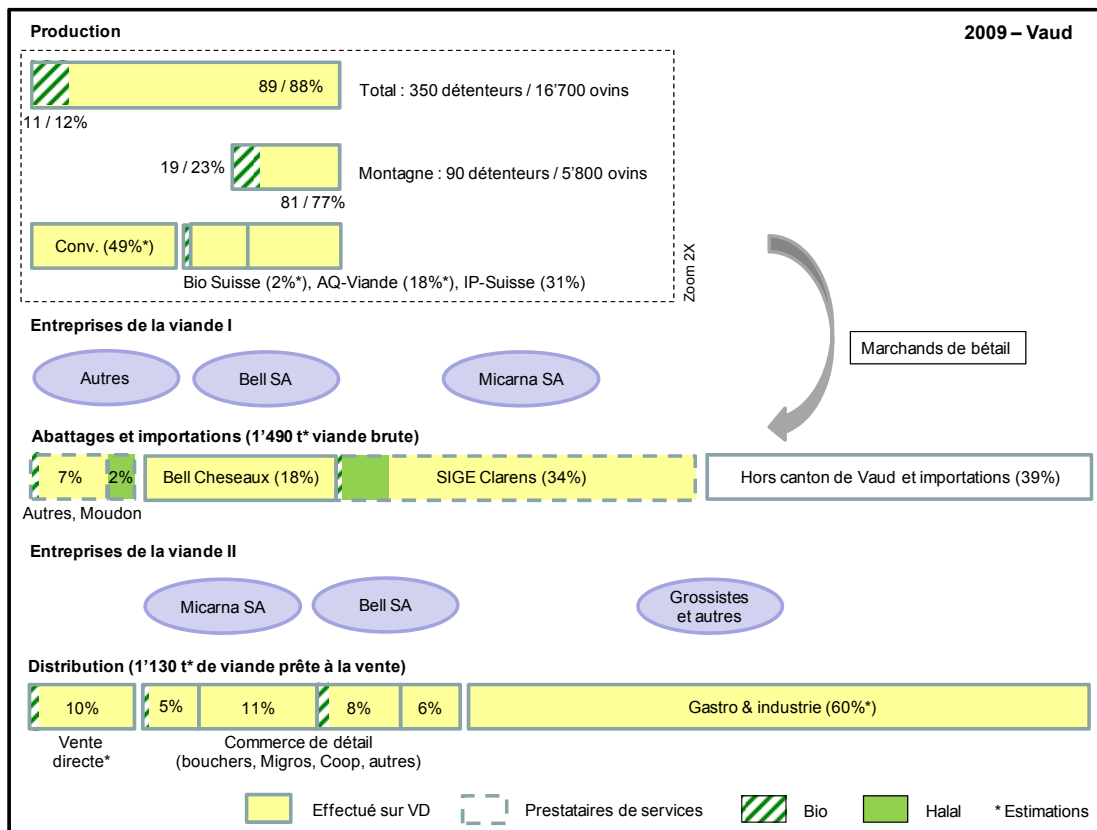 Production
2009 – Vaud
89 / 88%
Total : 350 détenteurs / 16'700 ovins
11 / 12%
19 / 23%
Montagne : 90 détenteurs / 5'800 ovins
81 / 77%
Conv. (49%*)
Bio Suisse (2%*), AQ-Viande (18%*), IP-Suisse (31%)
Zoom 2X
Entreprises de la viande I
Marchands de bétail
Autres
Bell SA
Micarna SA
Abattages et importations (1'490 t* viande brute)
7%
2%
Bell Cheseaux (18%)
SIGE Clarens (34%)
Hors canton de Vaud et importations (39%)
Autres, Moudon
Entreprises de la viande II
Micarna SA
Bell SA
Grossistes
et autres
Distribution (1'130 t* de viande prête à la vente)
10%
5%
11%
8%
6%
Gastro & industrie (60%*)
Vente
directe*
Commerce de détail
(bouchers, Migros, Coop, autres)
Effectué sur VD
Prestataires de services
Bio
Halal
* Estimations